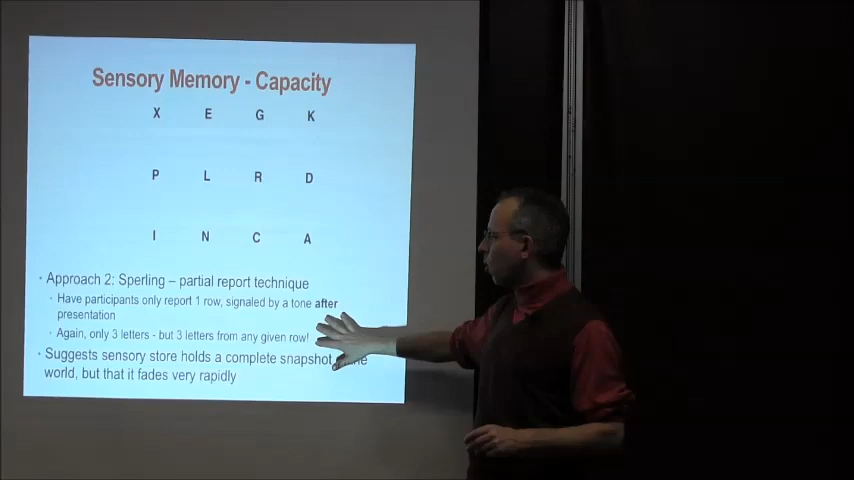 Sensory Memory - Capacity
X E G K
P L R D
I N C A
• Approach 2: Sperling – partial report technique
• Have participants only report 1 row, signaled by a tone after
presentation
• Again, only 3 letters - but 3 letters from any given row!
• Suggests sensory store holds a complete snapshot
world, but that it fades very rapidly